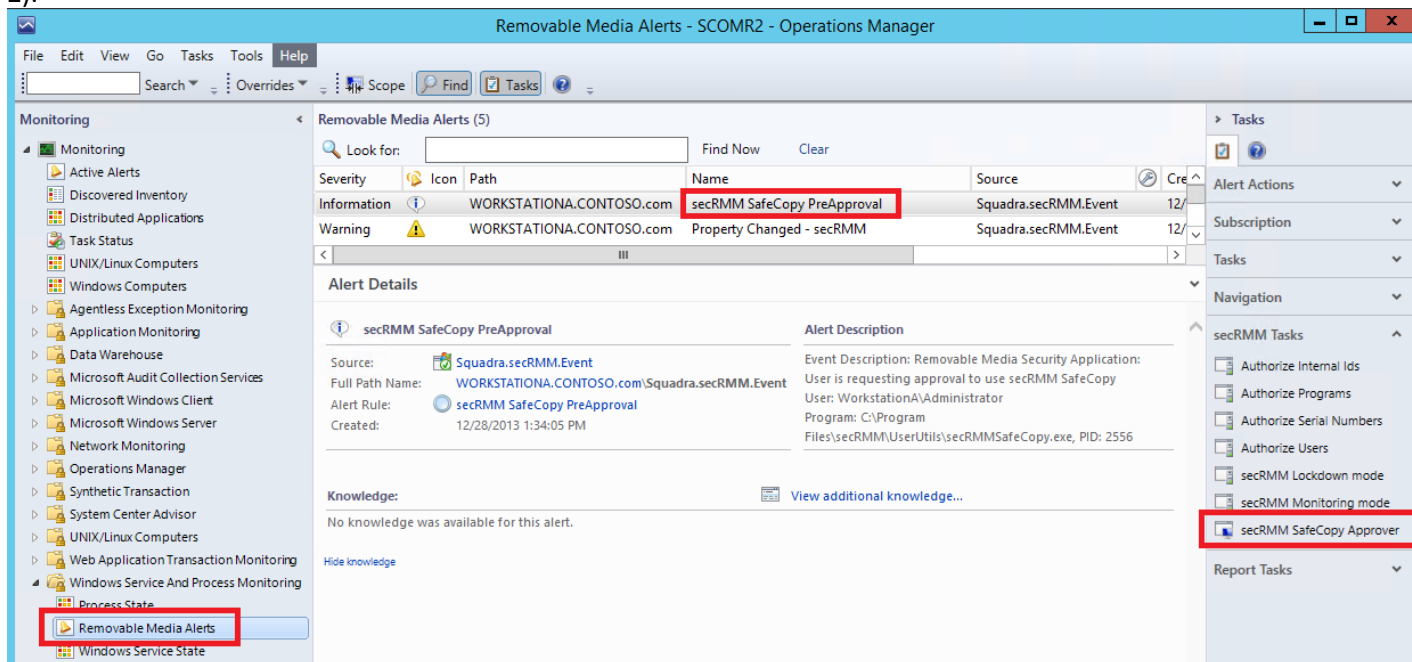 Removable Media Alerts - SCOMR2 - Operations Manager
File Edit View Go Tasks Tools Help
Search Overrides Scope Find Tasks
Monitoring
Monitoring
Active Alerts
Discovered Inventory
Distributed Applications
Task Status
UNIX/Linux Computers
Windows Computers
Agentless Exception Monitoring
Application Monitoring
Data Warehouse
Microsoft Audit Collection Services
Microsoft Windows Client
Microsoft Windows Server
Network Monitoring
Operations Manager
Synthetic Transaction
System Center Advisor
UNIX/Linux Computers
Web Application Transaction Monitoring
Windows Service And Process Monitoring
Process State
Removable Media Alerts
Windows Service State
Removable Media Alerts (5)
Look for: Find Now Clear
Severity Icon Path Name Source Cre
Information WORKSTATIONA.CONTOSO.com secRMM SafeCopy PreApproval Squadra.secRMM.Event 12/
Warning WORKSTATIONA.CONTOSO.com Property Changed - secRMM Squadra.secRMM.Event 12/
Alert Details
secRMM SafeCopy PreApproval
Source: Squadra.secRMM.Event
Full Path Name: WORKSTATIONA.CONTOSO.com\Squadra.secRMM.Event
Alert Rule: secRMM SafeCopy PreApproval
Created: 12/28/2013 1:34:05 PM
Alert Description
Event Description: Removable Media Security Application:
User is requesting approval to use secRMM SafeCopy
User: WorkstationA\Administrator
Program: C:\Program
Files\secRMM\UserUtils\secRMMSafeCopy.exe, PID: 2556
Knowledge: View additional knowledge...
No knowledge was available for this alert.
Hide knowledge
Tasks
Alert Actions
Subscription
Tasks
Navigation
secRMM Tasks
Authorize Internal Ids
Authorize Programs
Authorize Serial Numbers
Authorize Users
secRMM Lockdown mode
secRMM Monitoring mode
secRMM SafeCopy Approver
Report Tasks